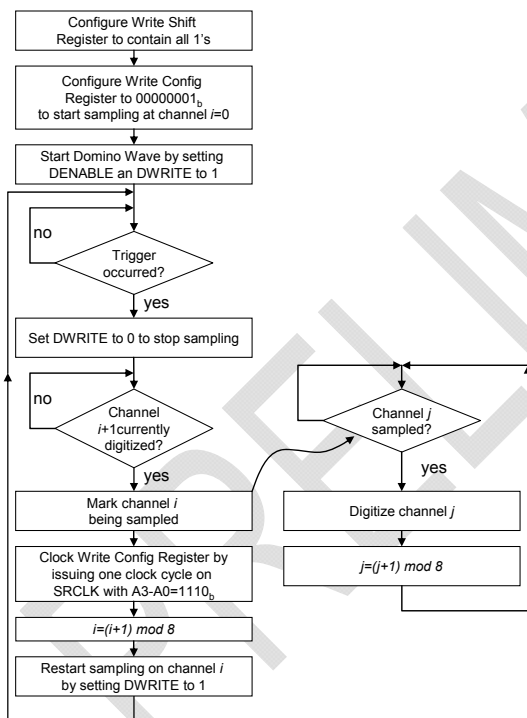 Configure Write Shift
Register to contain all 1's
Configure Write Config
Register to 00000001b
to start sampling at channel i=0
Start Domino Wave by setting
DENABLE an DWRITE to 1
no
Trigger
occurred?
yes
Set DWRITE to 0 to stop sampling
no
Channel
i+1currently
digitized?
yes
Mark channel i
being sampled
Clock Write Config Register by
issuing one clock cycle on
SRCLK with A3-A0=1110b
i=(i+1) mod 8
Restart sampling on channel i
by setting DWRITE to 1
Channel j
sampled?
yes
Digitize channel j
j=(j+1) mod 8
PRELIM